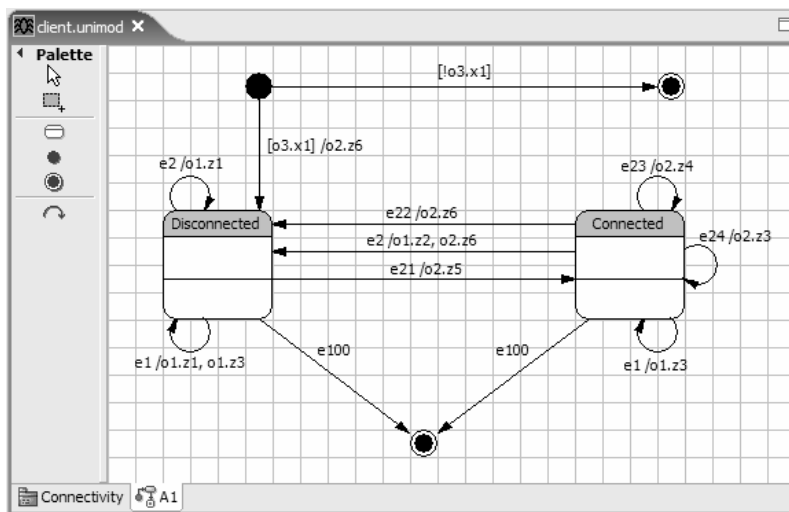 client.unimod
Palette
[!o3.x1]
[o3.x1] /o2.z6
e2 /o1.z1
e23 /o2.z4
Disconnected
e22 /o2.z6
Connected
e2 /o1.z2, o2.z6
e24 /o2.z3
e21 /o2.z5
e1 /o1.z1, o1.z3
e100
e100
e1 /o1.z3
Connectivity
A1